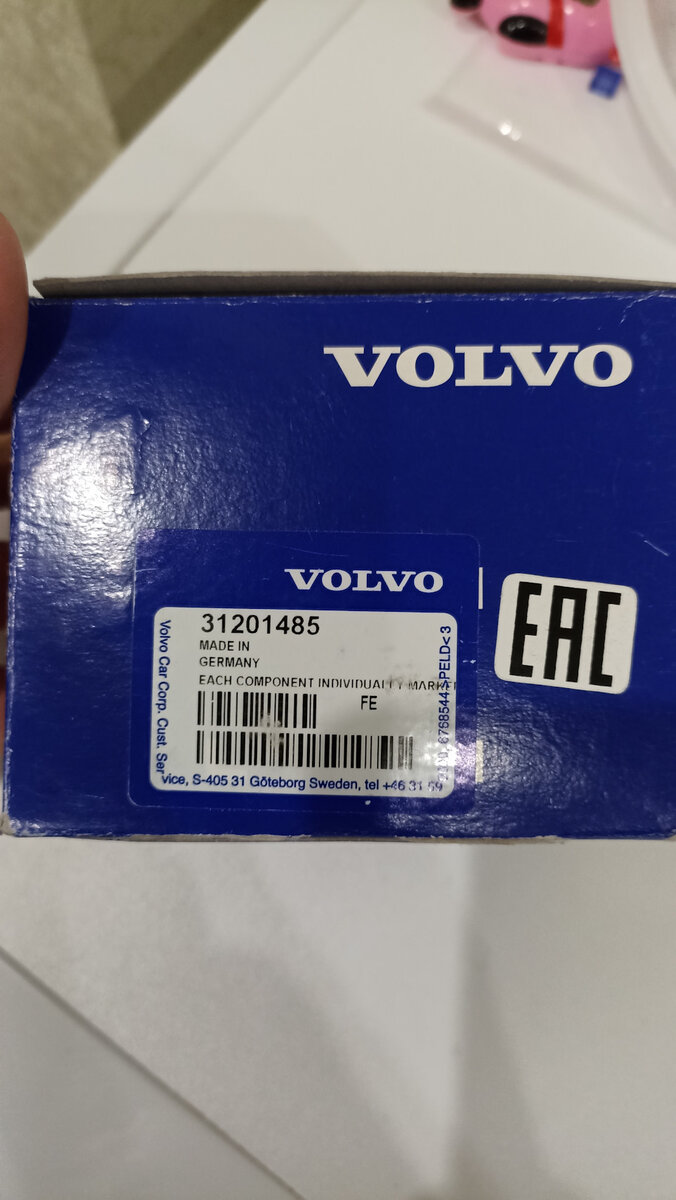 VOLVO
VOLVO
31201485
MADE IN
GERMANY
EACH COMPONENT INDIVIDUALLY
FE
Volvo Car Corp. Cust. Service, S-405 31 Göteborg Sweden, tel +46 31 59
EAC